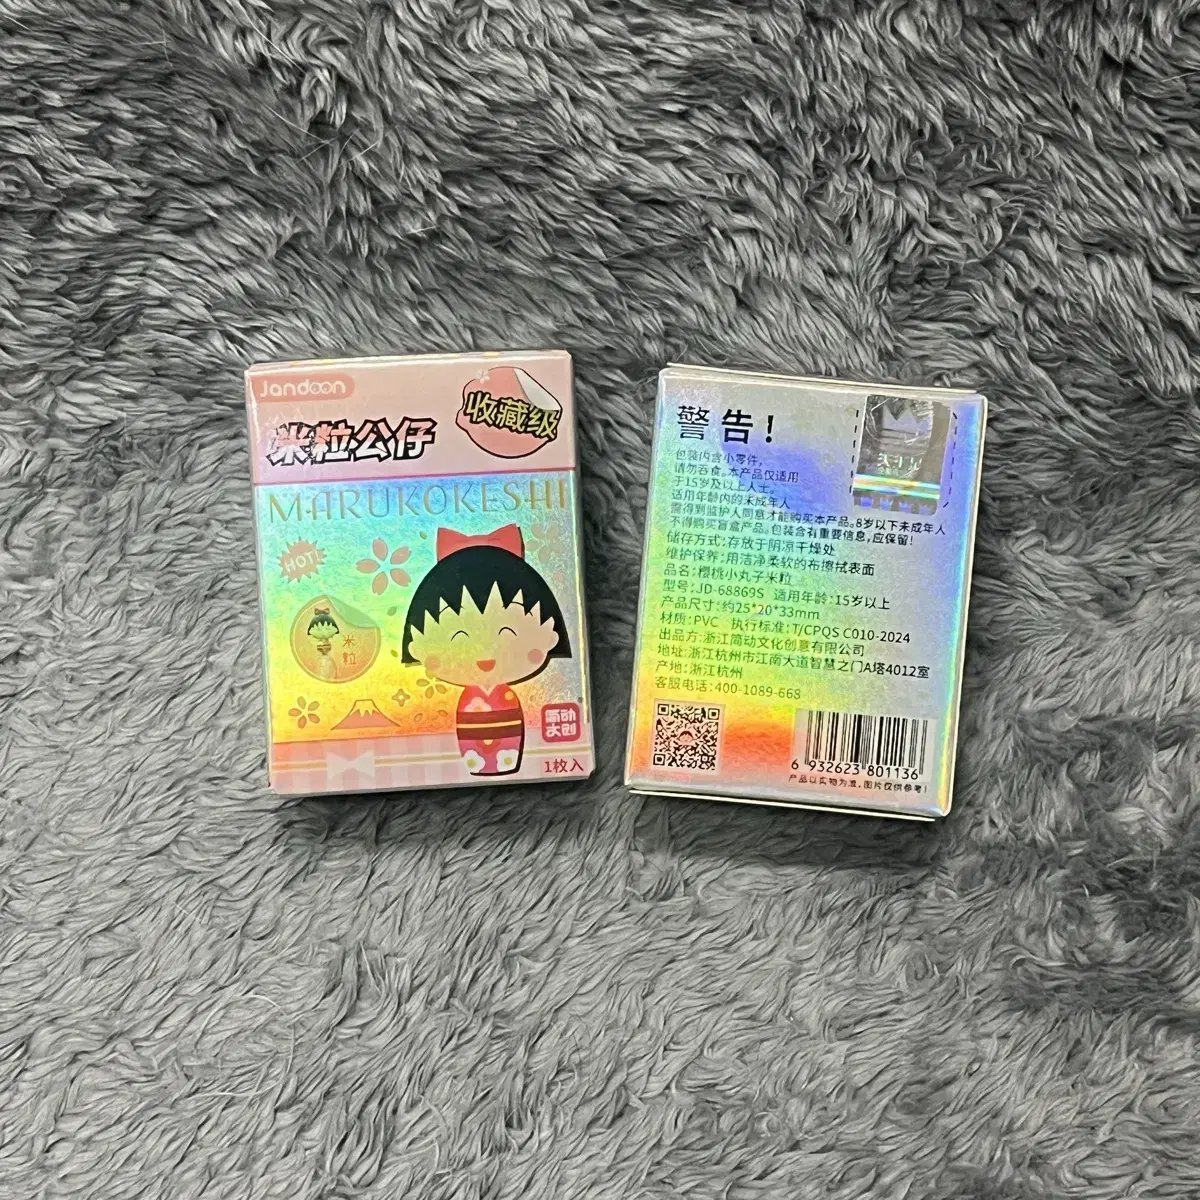 Jandoon
收藏级
米粒公仔
MARUKOKESHI
HOT!
米
粒
简动
文创
1枚入
警告!
包装内含小零件,
请勿吞食。本产品仅适用
于15岁及以上人士。
适用年龄内的未成年人
需得到监护人同意才能购买本产品。8岁以下未成年人
不得购买盲盒产品。包装含有重要信息,应保留!
储存方式:存放于阴凉干燥处
维护保养:用洁净柔软的布擦拭表面
品名:樱桃小丸子米粒
型号:JD-68869S 适用年龄:15岁以上
产品尺寸:约25*20*33mm
材质:PVC 执行标准:T/CPQS C010-2024
出品方:浙江简动文化创意有限公司
地址:浙江杭州市江南大道智慧之门A塔4012室
产地:浙江杭州
客服电话:400-1089-668
6 932623 801136
产品以实物为准,图片仅供参考!